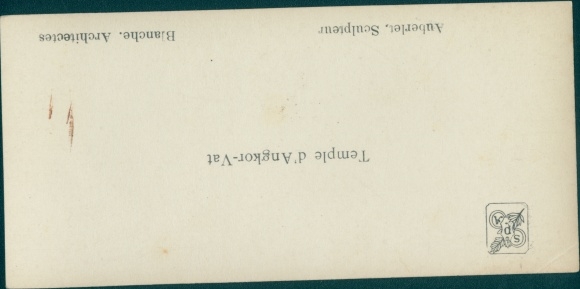 Temple d'Angkor-Vat
Auberlet, Sculpteur
Blanche, Architectes
S
P.
M